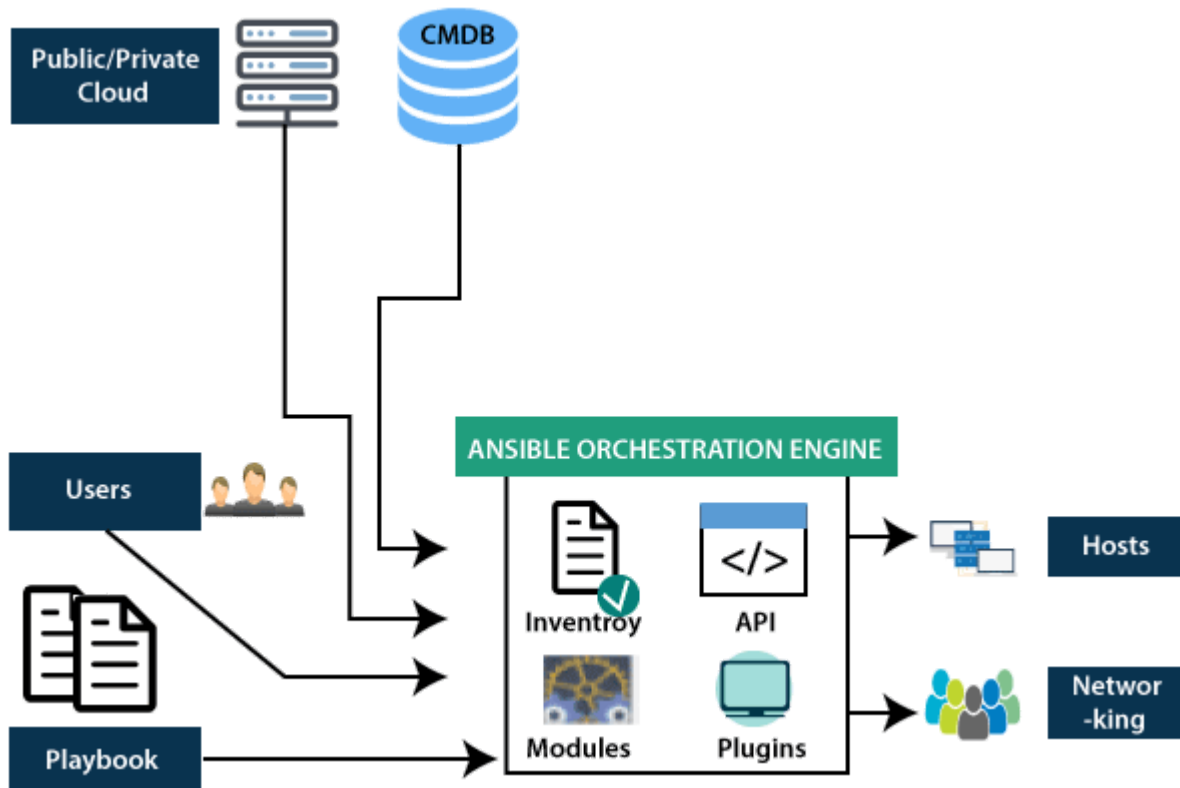 Public/Private
Cloud
CMDB
ANSIBLE ORCHESTRATION ENGINE
Users
</>
Hosts
Inventroy
API
Networ
-king
Modules
Plugins
Playbook